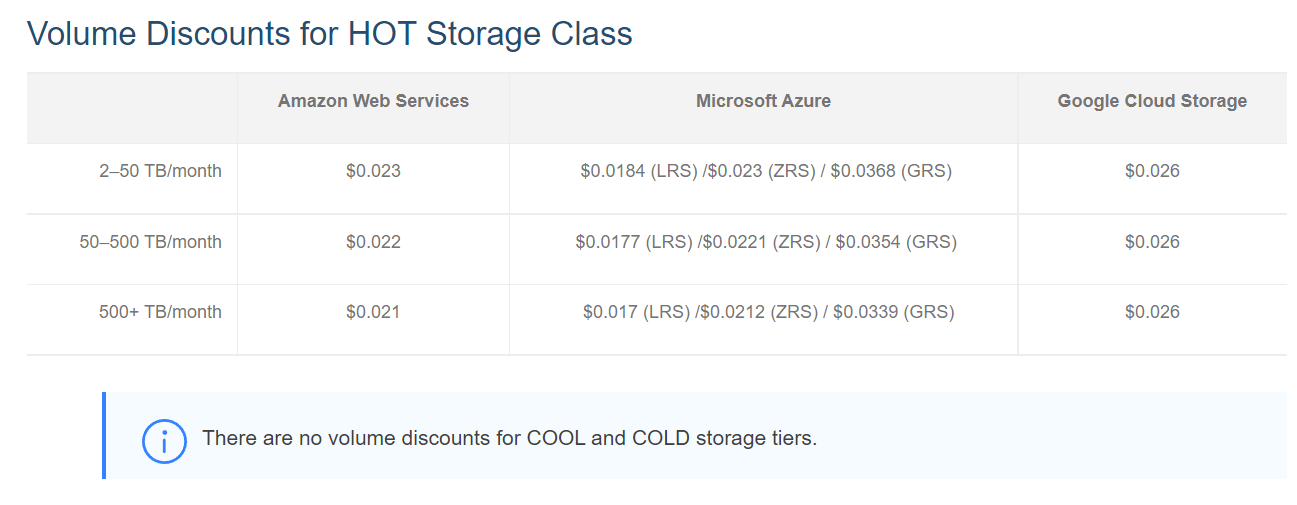 Volume Discounts for HOT Storage Class
Amazon Web Services Microsoft Azure Google Cloud Storage
2–50 TB/month $0.023 $0.0184 (LRS) /$0.023 (ZRS) / $0.0368 (GRS) $0.026
50–500 TB/month $0.022 $0.0177 (LRS) /$0.0221 (ZRS) / $0.0354 (GRS) $0.026
500+ TB/month $0.021 $0.017 (LRS) /$0.0212 (ZRS) / $0.0339 (GRS) $0.026
There are no volume discounts for COOL and COLD storage tiers.